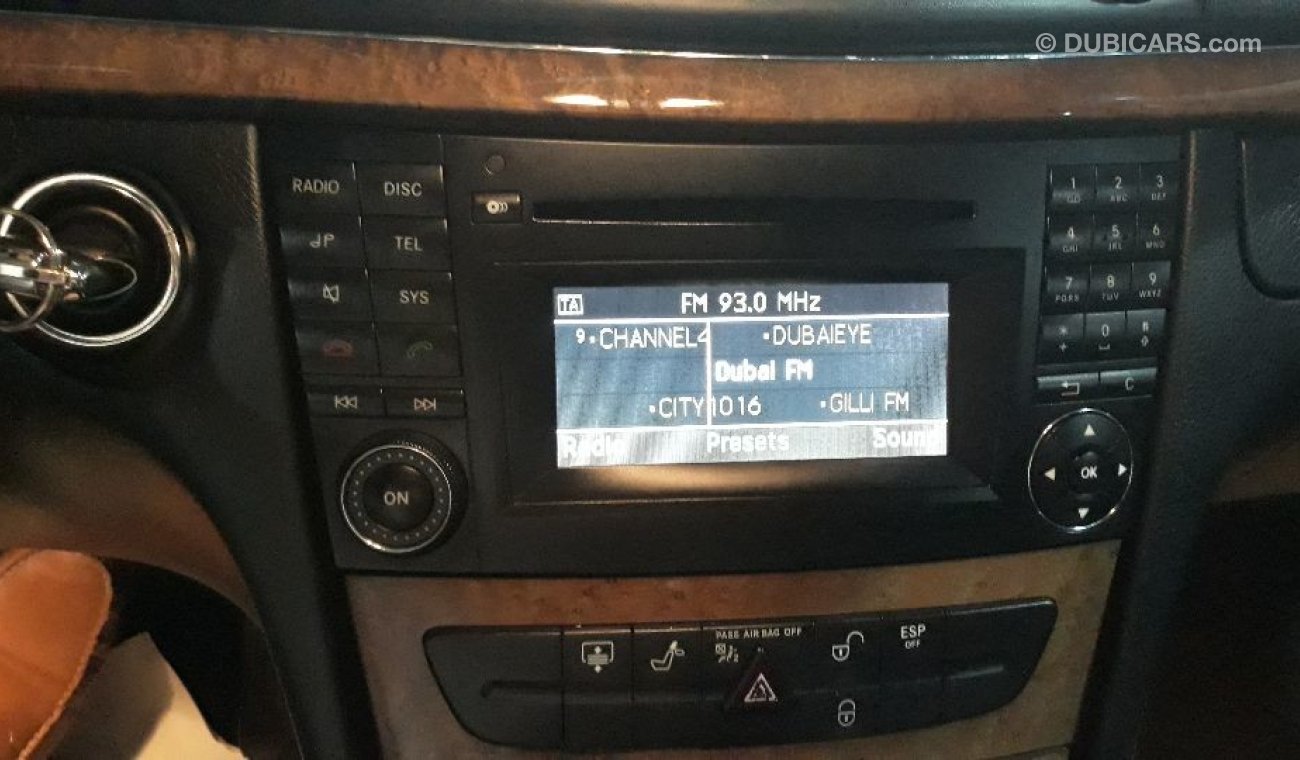 © DUBICARS.com
RADIO DISC
TEL
SYS
ON
TA FM 93.0 MHz
9 • CHANNEL4 • DUBAIEYE
Dubai FM
• CITY1016 • GILLI FM
Radio Presets Sound
1 2 ABC 3 DEF
4 GHI 5 JKL 6 MNO
7 PQRS 8 TUV 9 WXYZ
* 0
+
C
OK
PASS AIR BAG OFF
ESP
OFF